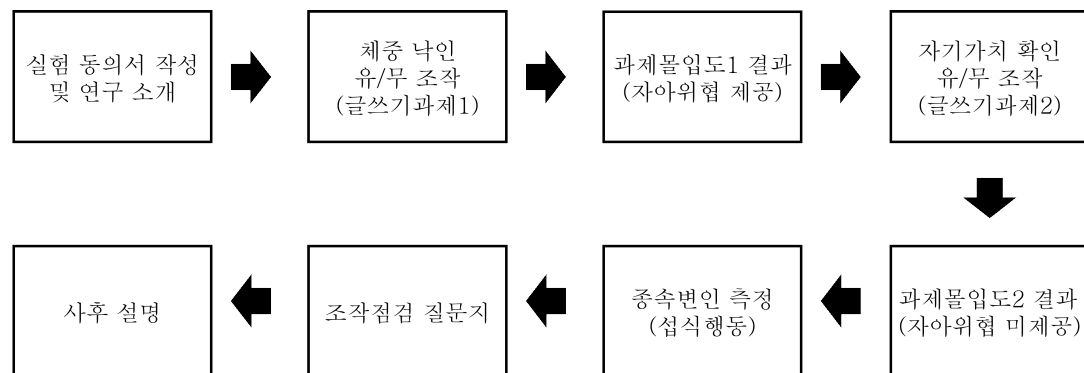 실험 동의서 작성
및 연구 소개
체중 낙인
유/무 조작
(글쓰기과제1)
과제몰입도1 결과
(자아위협 제공)
자기가치 확인
유/무 조작
(글쓰기과제2)
과제몰입도2 결과
(자아위협 미제공)
종속변인 측정
(섭식행동)
조작점검 질문지
사후 설명